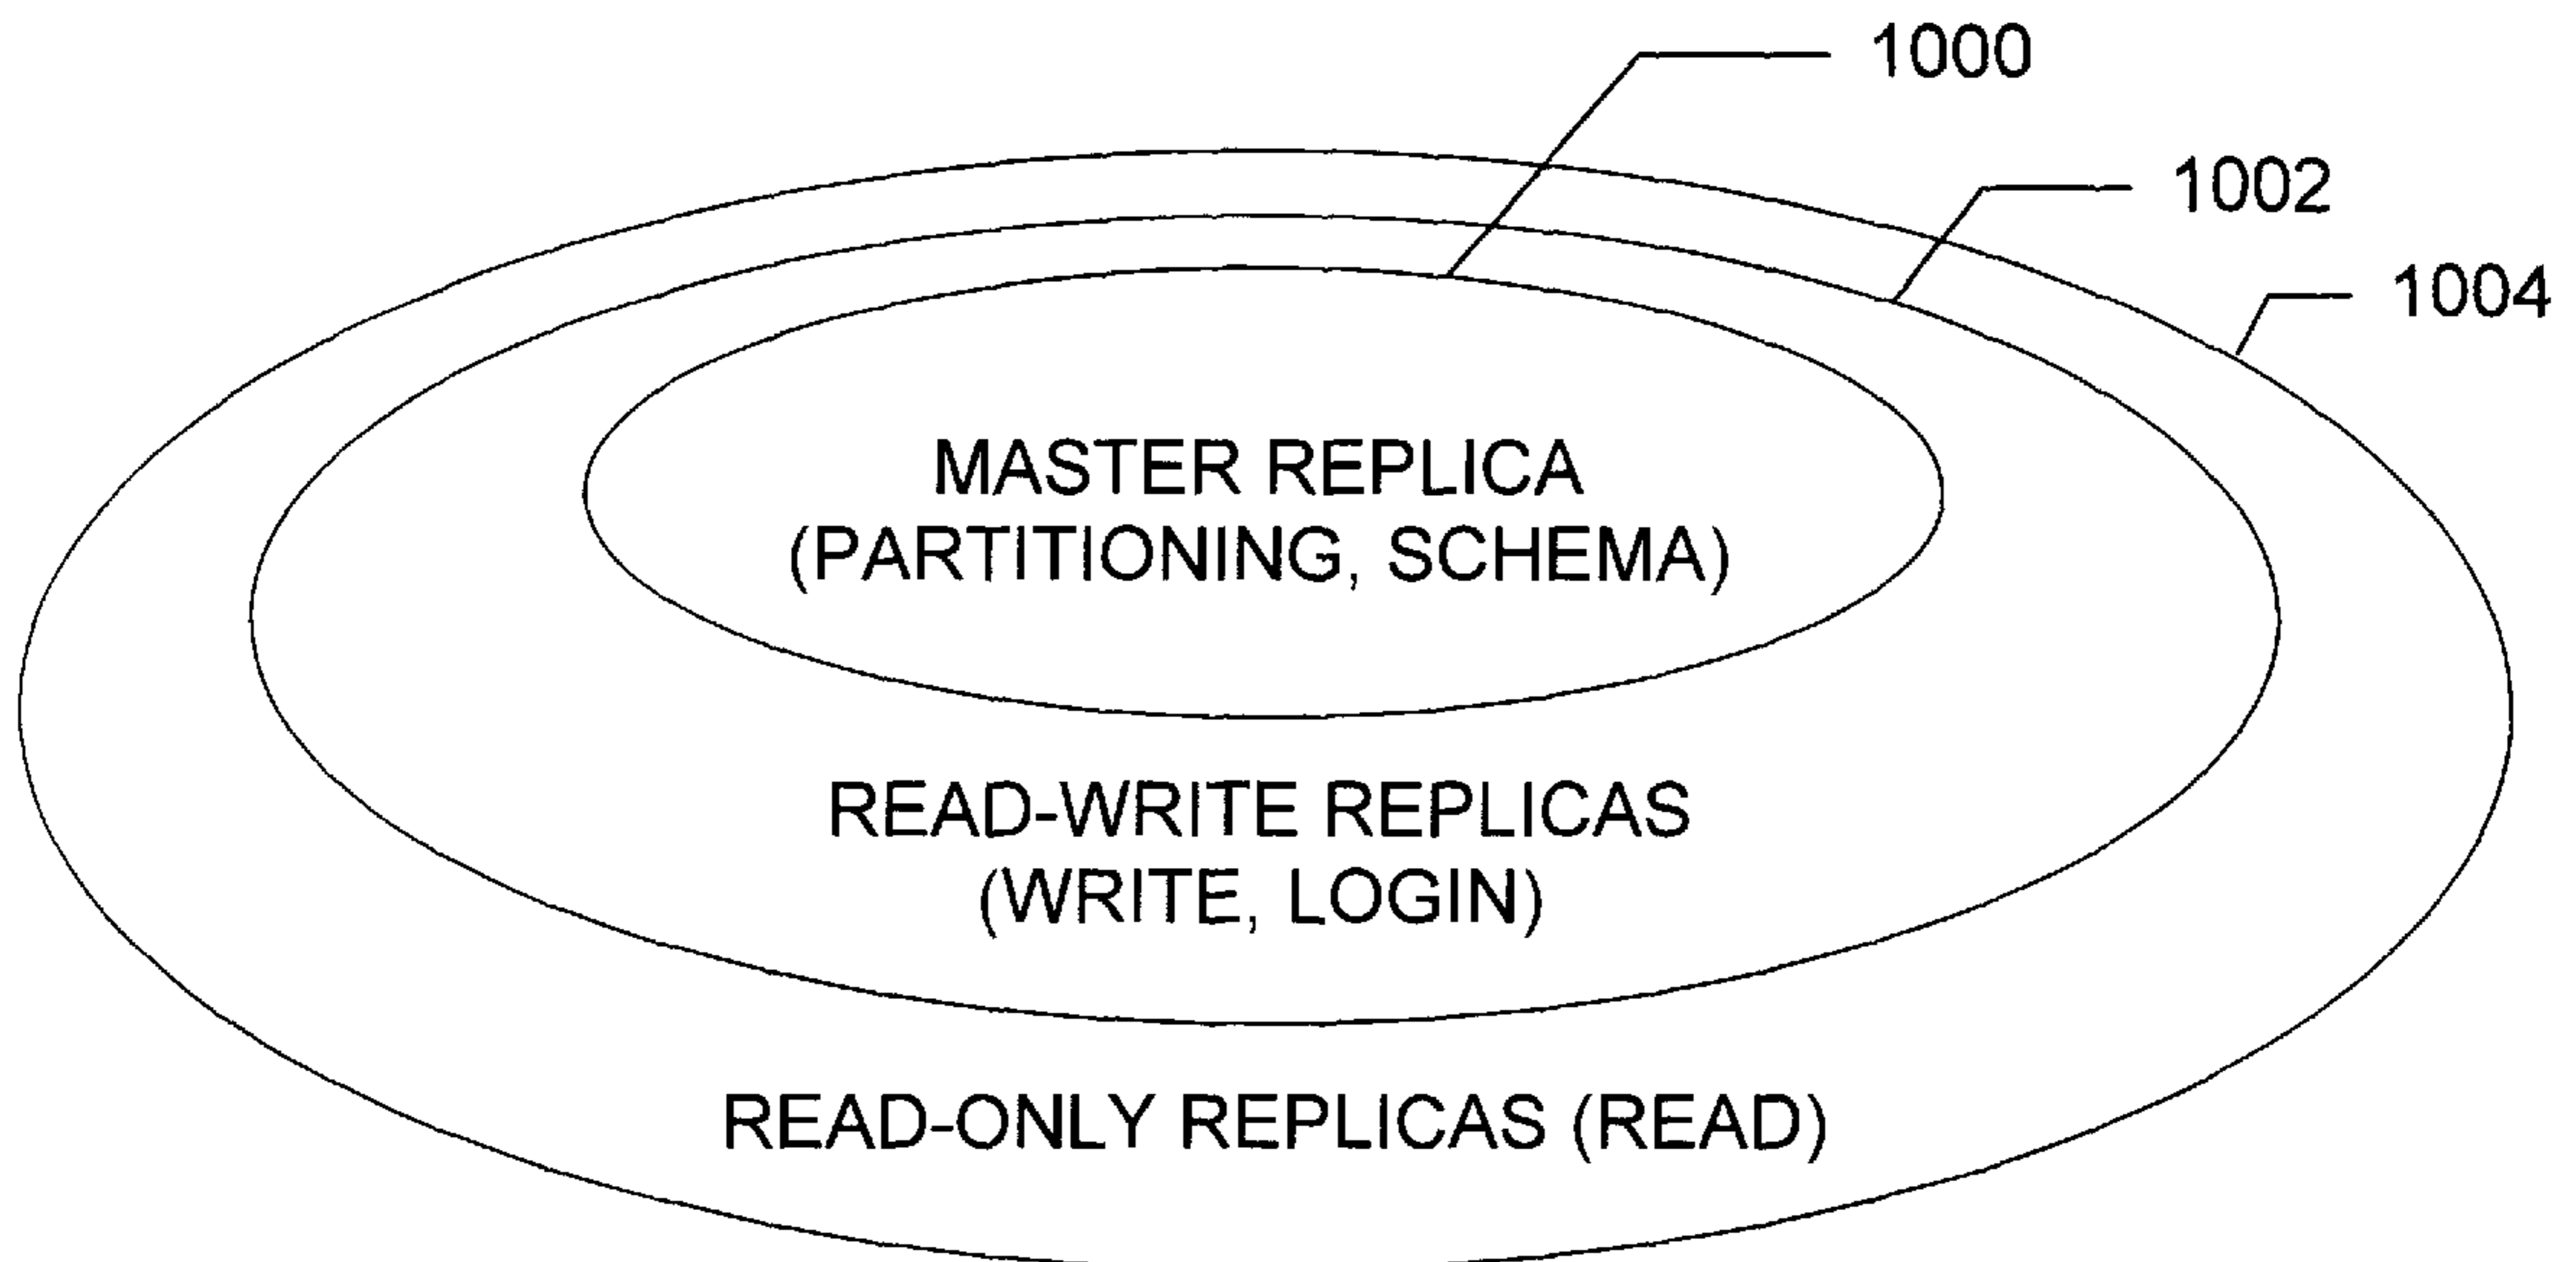 1000
1002
1004
MASTER REPLICA
(PARTITIONING, SCHEMA)
READ-WRITE REPLICAS
(WRITE, LOGIN)
READ-ONLY REPLICAS (READ)